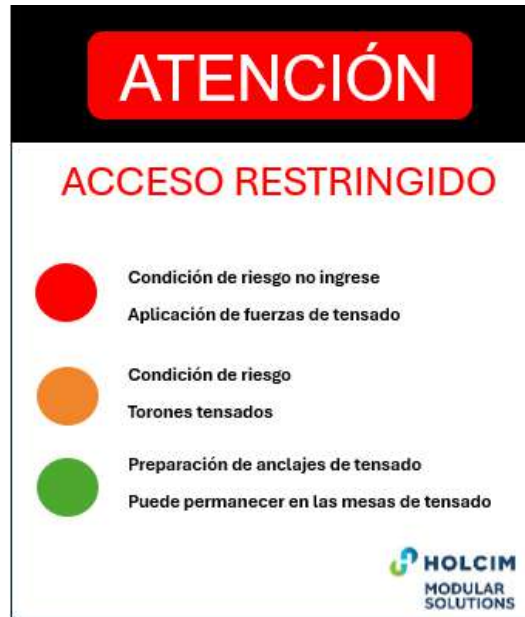 ATENCIÓN
ACCESO RESTRINGIDO
Condición de riesgo no ingrese
Aplicación de fuerzas de tensado
Condición de riesgo
Torones tensados
Preparación de anclajes de tensado
Puede permanecer en las mesas de tensado
HOLCIM
MODULAR
SOLUTIONS